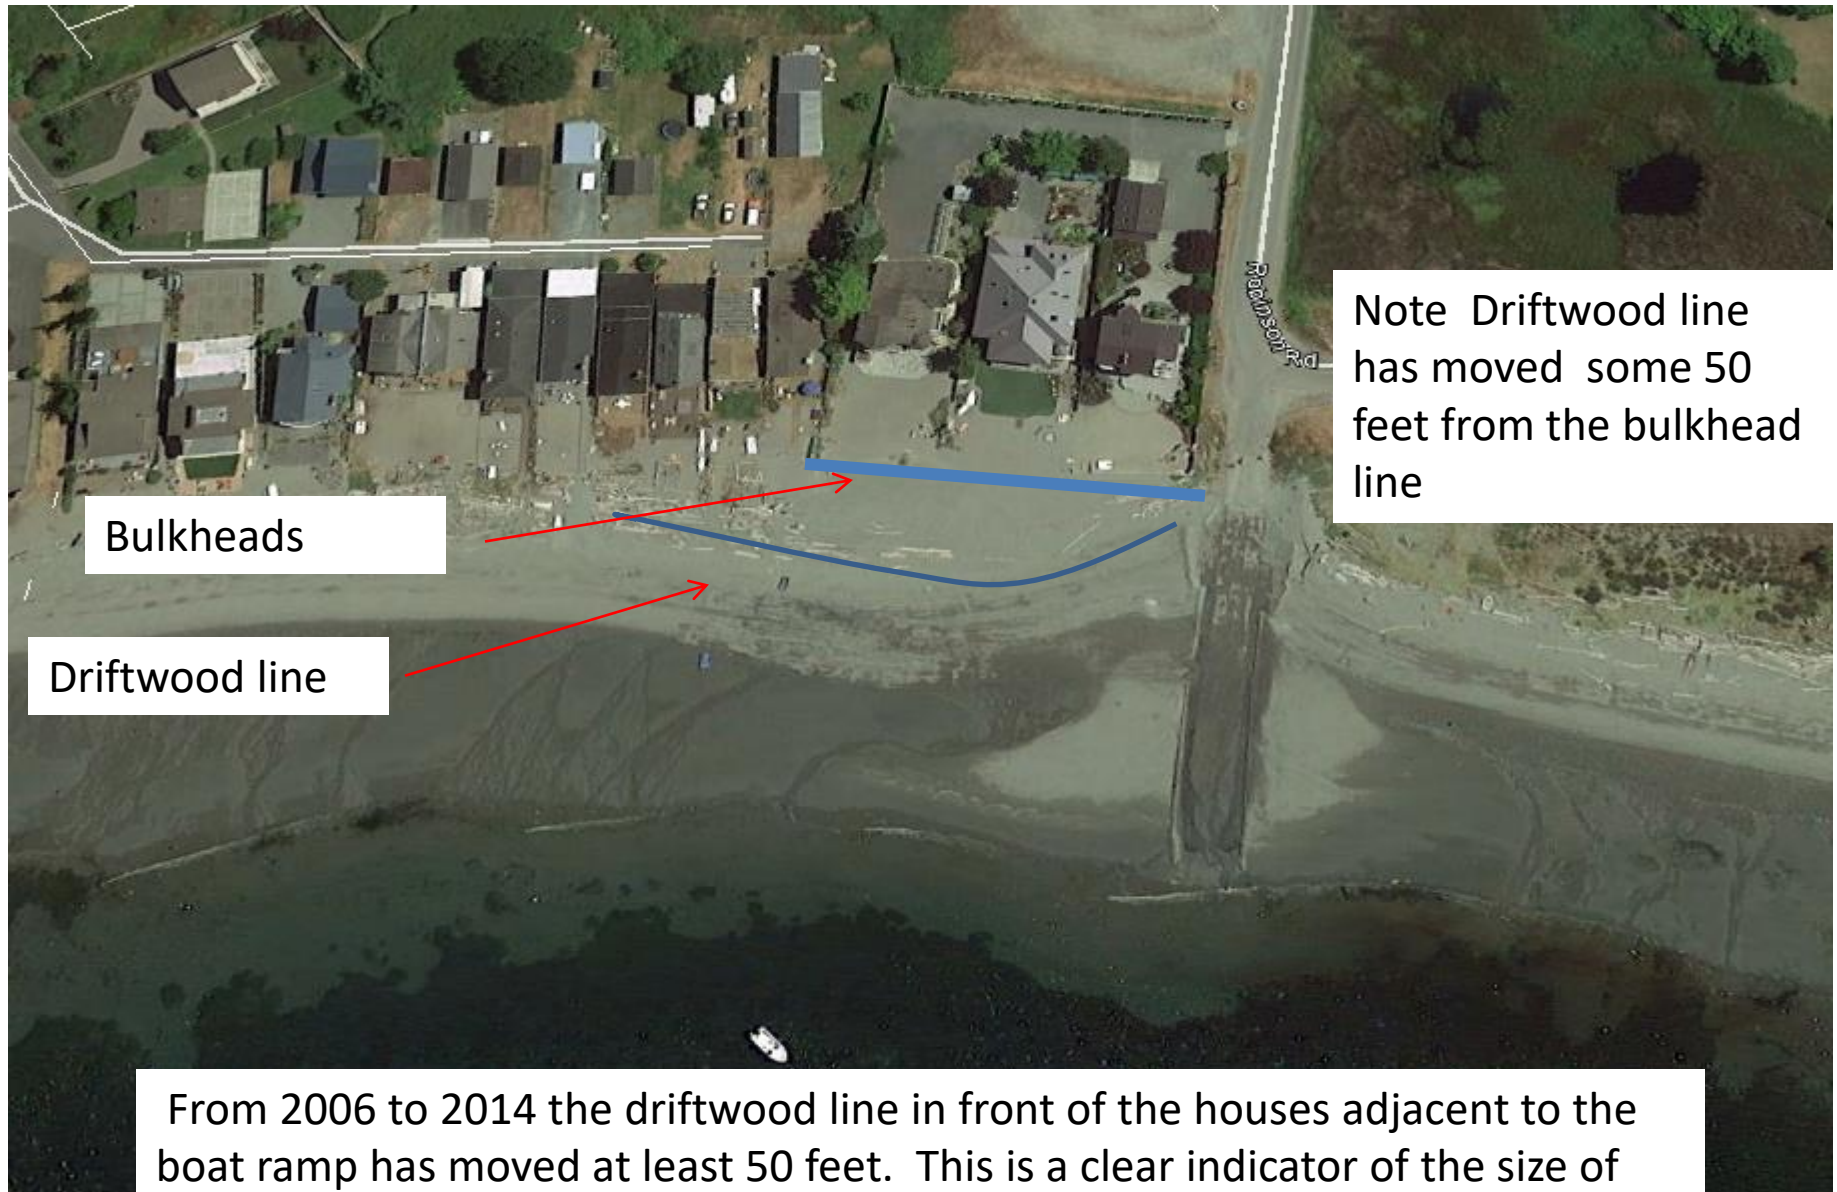 Robinson Rd
Note Driftwood line
has moved some 50
feet from the bulkhead
line
Bulkheads
Driftwood line
From 2006 to 2014 the driftwood line in front of the houses adjacent to the
boat ramp has moved at least 50 feet. This is a clear indicator of the size of